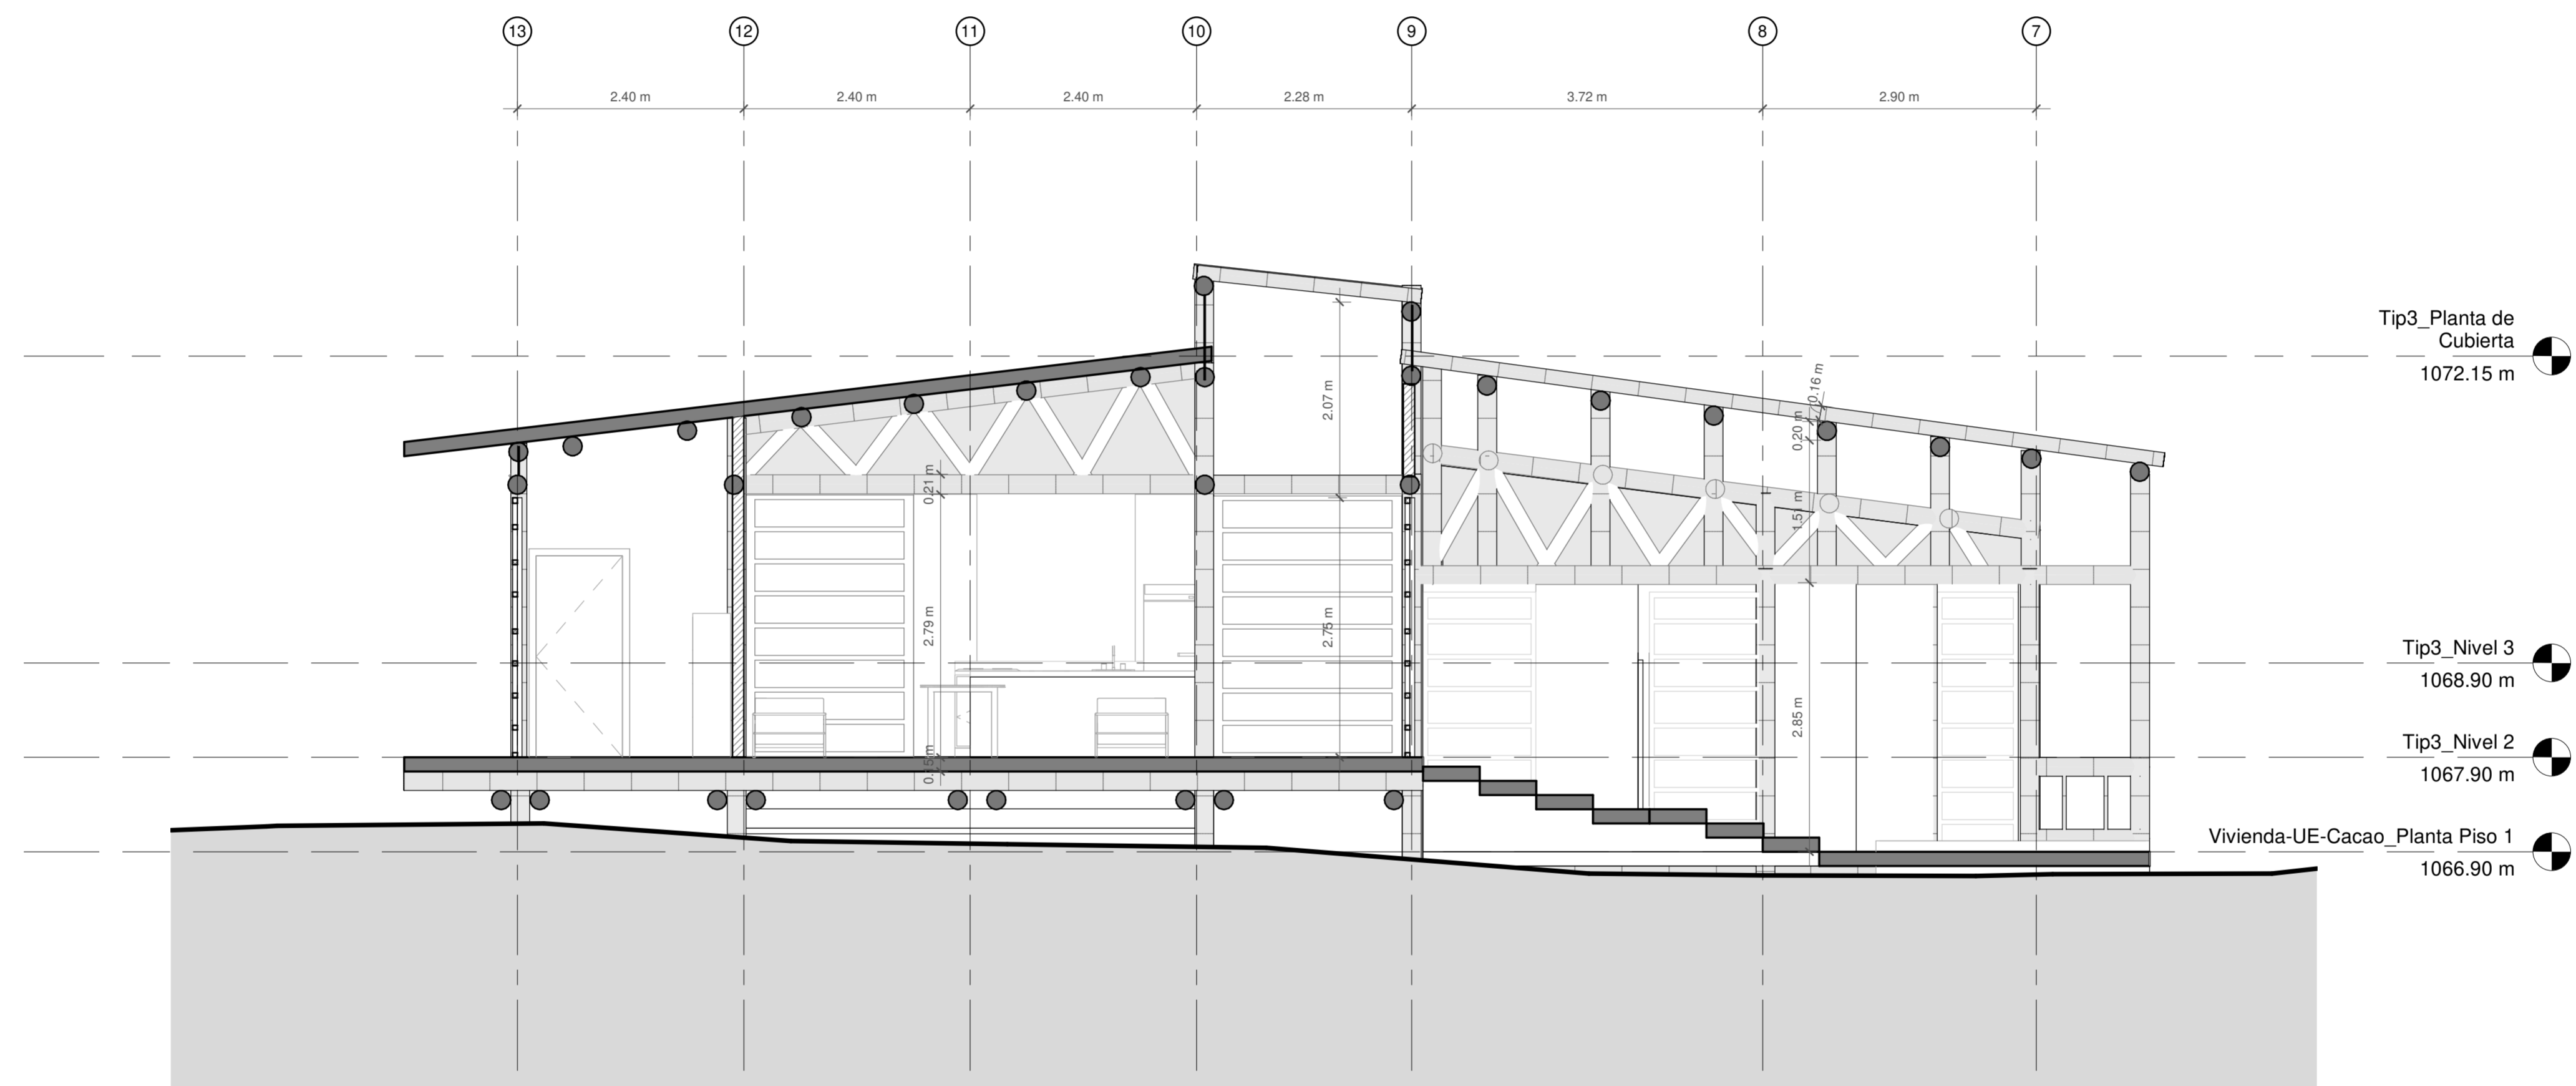 13
12
11
10
9
8
7
2.40 m
2.40 m
2.40 m
2.28 m
3.72 m
2.90 m
Tip3_Planta de
Cubierta
1072.15 m
0.16 m
0.20 m
2.07 m
0.21 m
1.51 m
2.79 m
2.75 m
Tip3_Nivel 3
1068.90 m
2.85 m
Tip3_Nivel 2
1067.90 m
Vivienda-UE-Cacao_Planta Piso 1
1066.90 m